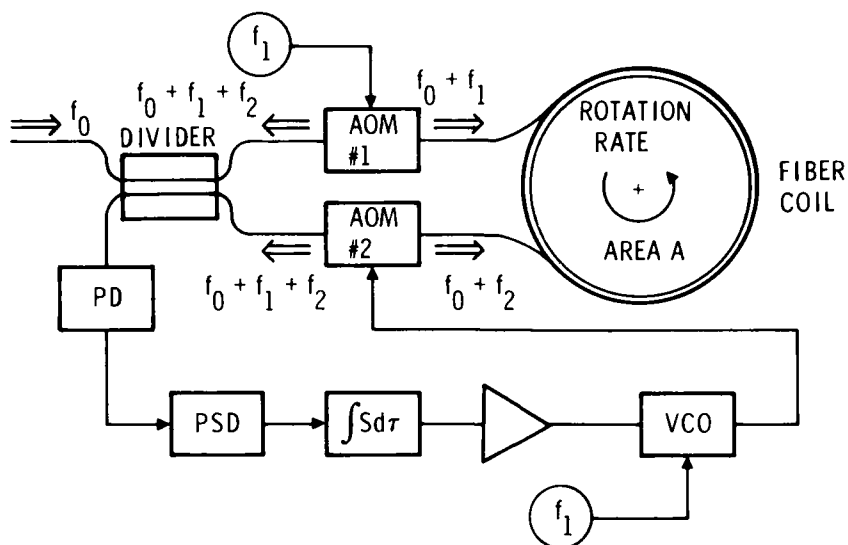 f₁
f₀
f₀ + f₁ + f₂
f₀ + f₁
DIVIDER
AOM
#1
ROTATION
RATE
+
AREA A
FIBER
COIL
AOM
#2
f₀ + f₁ + f₂
f₀ + f₂
PD
PSD
∫Sdτ
VCO
f₁